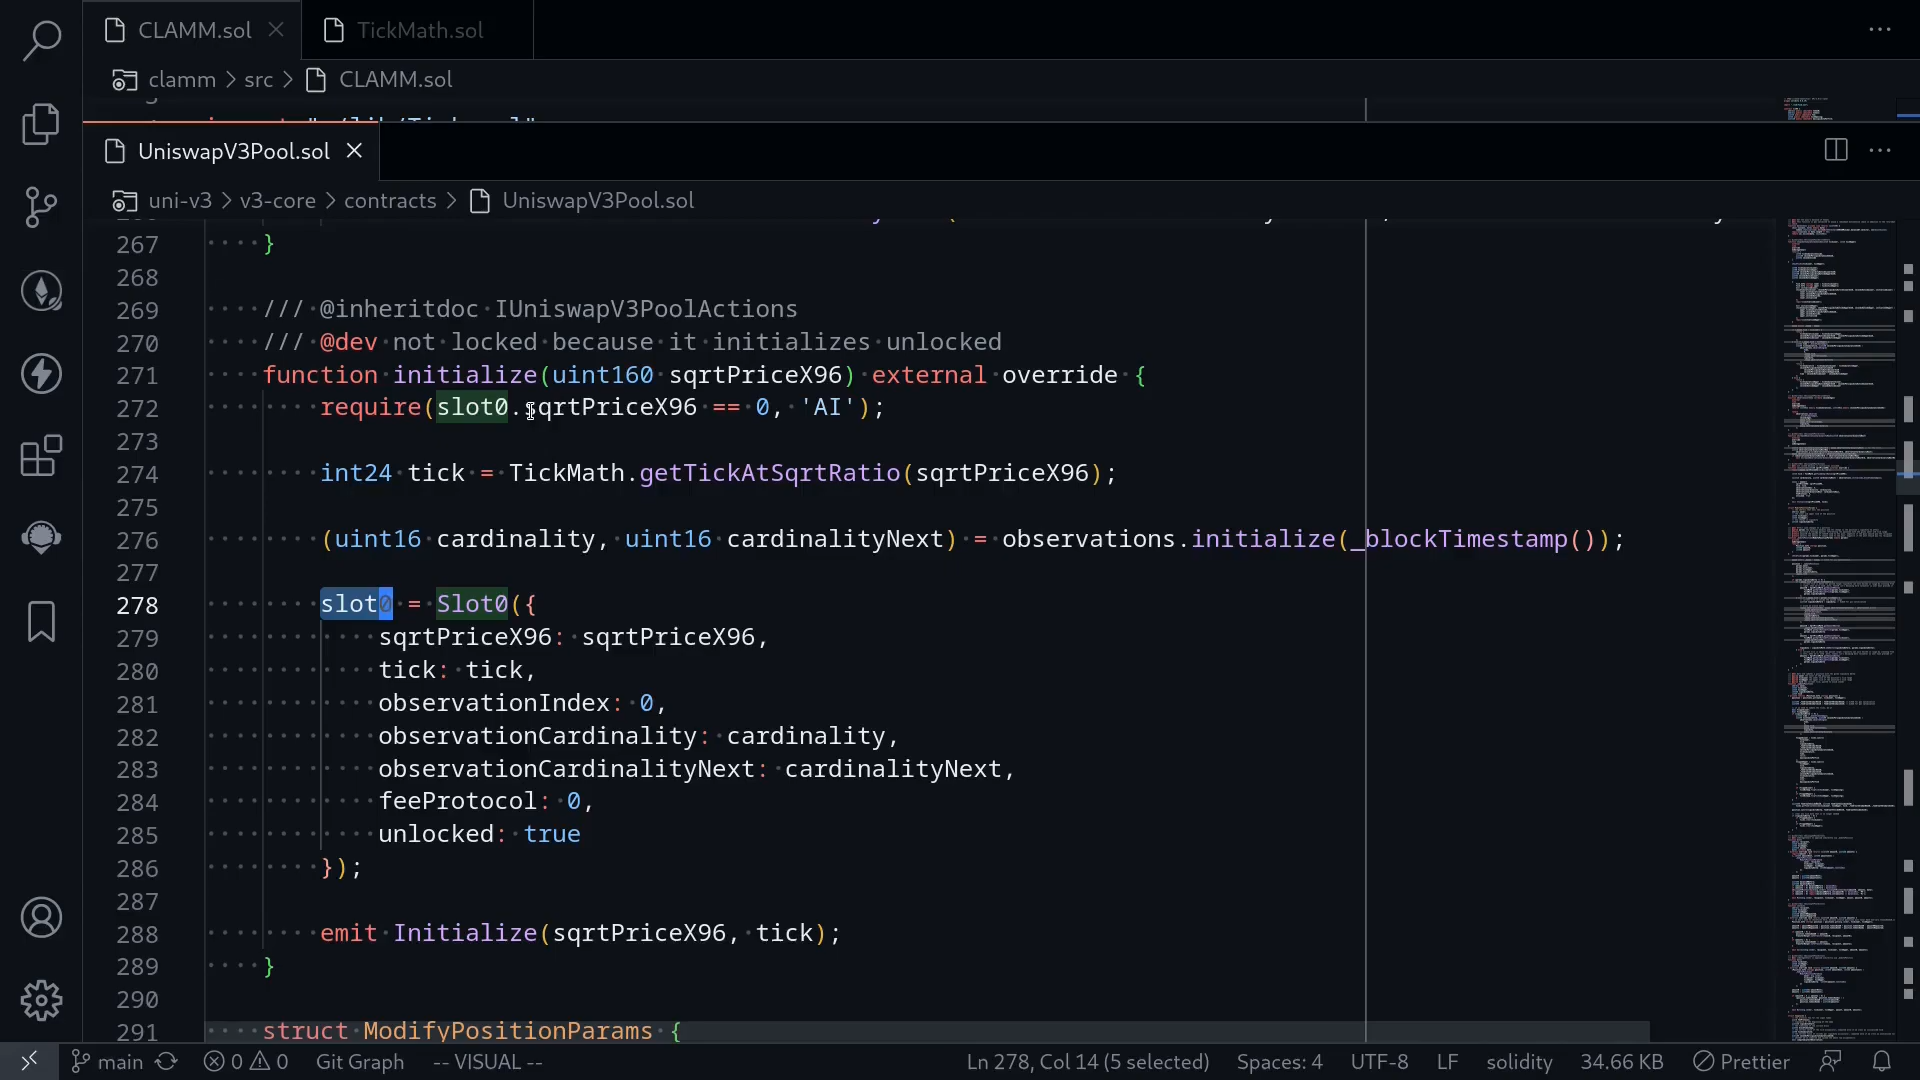 CLAMM.sol
TickMath.sol
clamm > src > CLAMM.sol
UniswapV3Pool.sol
uni-v3 > v3-core > contracts > UniswapV3Pool.sol
267 }
268
269 /// @inheritdoc IUniswapV3PoolActions
270 /// @dev not locked because it initializes unlocked
271 function initialize(uint160 sqrtPriceX96) external override {
272 require(slot0.sqrtPriceX96 == 0, 'AI');
273
274 int24 tick = TickMath.getTickAtSqrtRatio(sqrtPriceX96);
275
276 (uint16 cardinality, uint16 cardinalityNext) = observations.initialize(_blockTimestamp());
277
278 slot0 = Slot0({
279 sqrtPriceX96: sqrtPriceX96,
280 tick: tick,
281 observationIndex: 0,
282 observationCardinality: cardinality,
283 observationCardinalityNext: cardinalityNext,
284 feeProtocol: 0,
285 unlocked: true
286 });
287
288 emit Initialize(sqrtPriceX96, tick);
289 }
290
291 struct ModifyPositionParams {
main 0 0 Git Graph -- VISUAL -- Ln 278, Col 14 (5 selected) Spaces: 4 UTF-8 LF solidity 34.66 KB Prettier